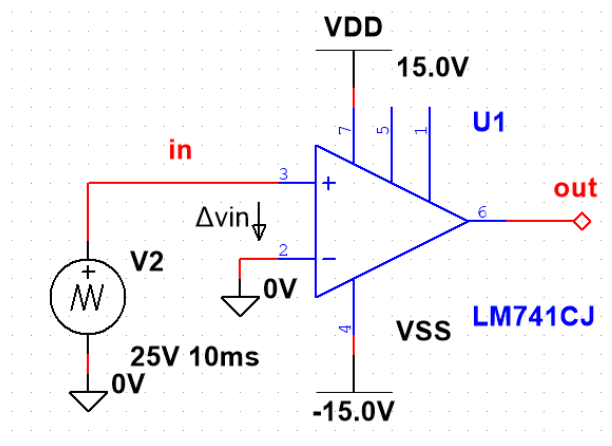 VDD
15.0V
U1
7
5
1
in
3
+
out
6
Δvin
2
−
V2
+
0V
LM741CJ
4
VSS
25V 10ms
0V
-15.0V